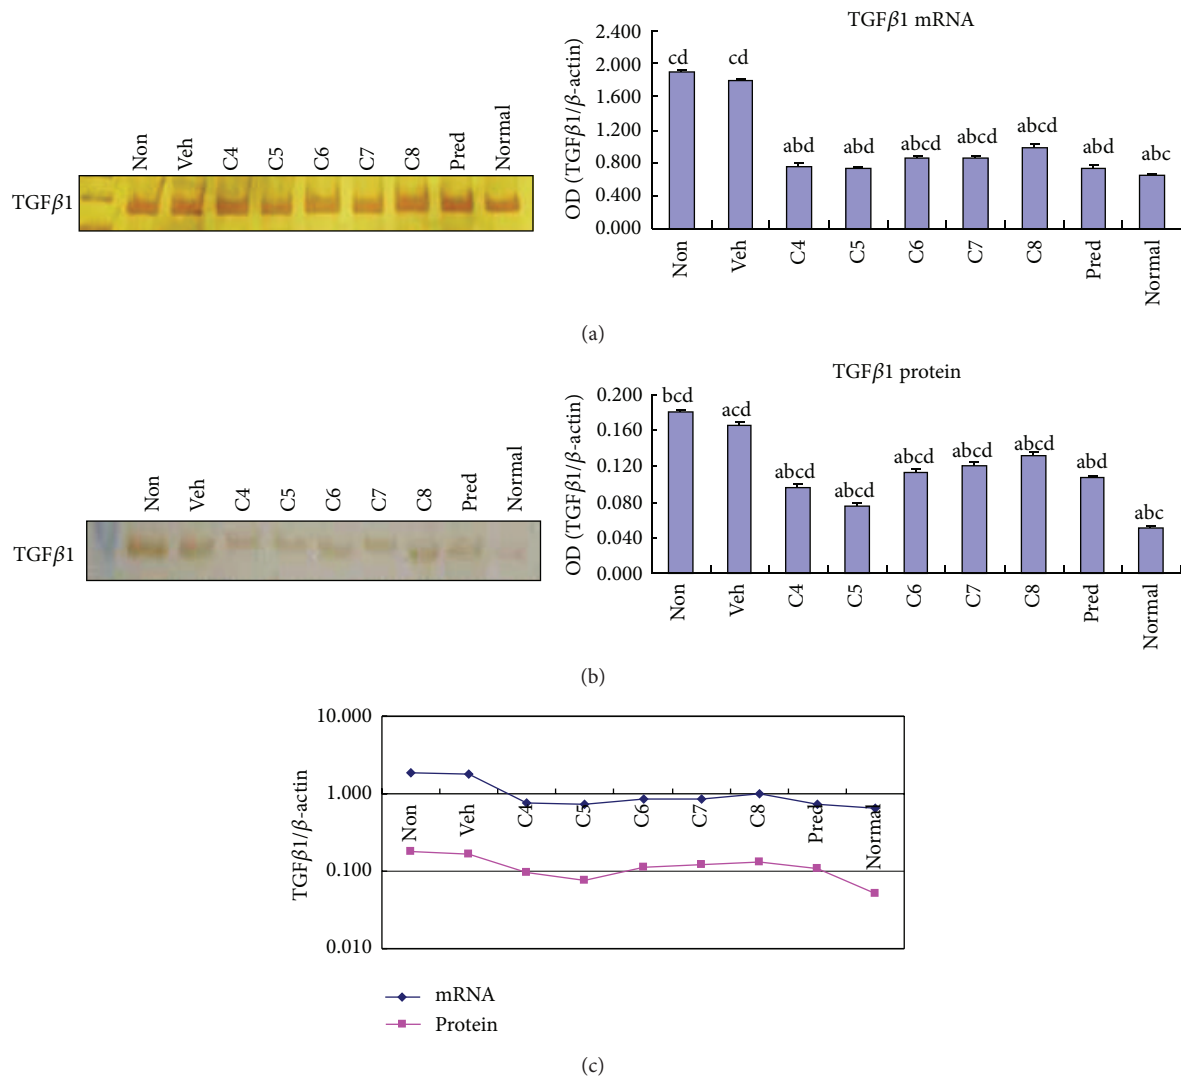 TGFβ1 mRNA
Non Veh C4 C5 C6 C7 C8 Pred Normal
TGFβ1
OD (TGFβ1/β-actin)
2.400
2.000
1.600
1.200
0.800
0.400
0.000
cd cd abd abd abcd abcd abcd abd abc
Non Veh C4 C5 C6 C7 C8 Pred Normal
(a)
TGFβ1 protein
Non Veh C4 C5 C6 C7 C8 Pred Normal
TGFβ1
OD (TGFβ1/β-actin)
0.200
0.160
0.120
0.080
0.040
0.000
bcd acd abcd abcd abcd abcd abcd abd abc
Non Veh C4 C5 C6 C7 C8 Pred Normal
(b)
TGFβ1/β-actin
10.000
1.000
0.100
0.010
Non Veh C4 C5 C6 C7 C8 Pred Normal
mRNA
Protein
(c)